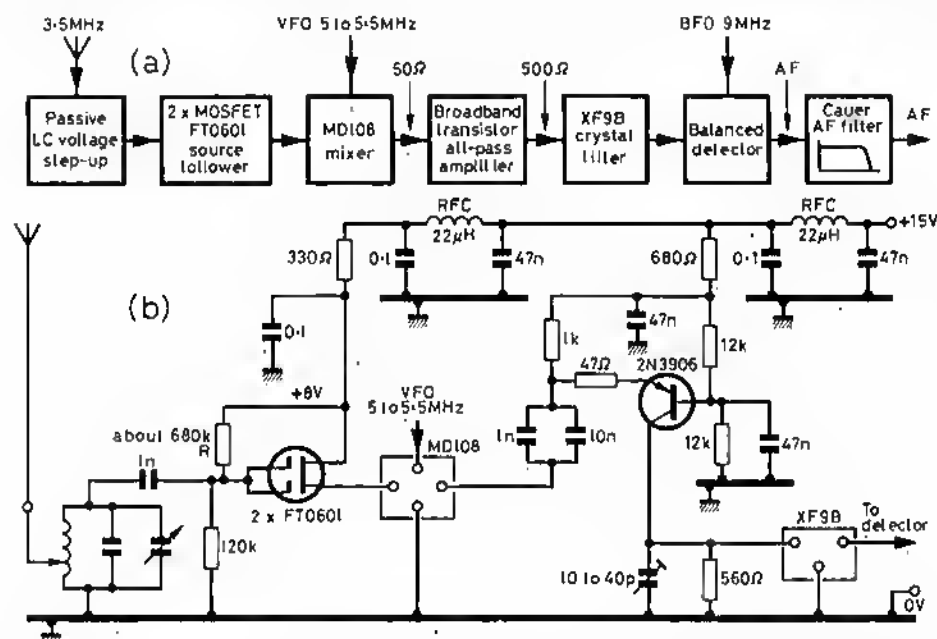 3·5MHz
VFO 5 to 5·5MHz
BFO 9MHz
(a)
50Ω
500Ω
AF
Passive
LC voltage
step-up
2 x MOSFET
FT0601
source
follower
MD108
mixer
Broadband
transistor
all-pass
amplifier
XF9B
crystal
filter
Balanced
detector
Cauer
AF filter
AF
(b)
RFC
22μH
RFC
22μH
+15V
330Ω
0·1
47n
680Ω
0·1
47n
0·1
1k
47n
12k
47Ω
2N3906
+8V
VFO
5 to 5·5MHz
MD108
about 680k
R
1n
1n
10n
12k
47n
2 x FT0601
120k
XF9B
To
detector
10 to 40p
560Ω
0V